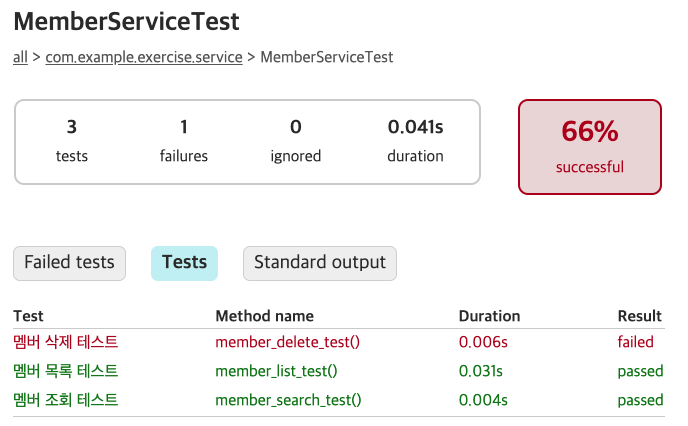 MemberServiceTest
all > com.example.exercise.service > MemberServiceTest
3 1 0 0.041s
tests failures ignored duration
66%
successful
Failed tests Tests Standard output
Test Method name Duration Result
멤버 삭제 테스트 member_delete_test() 0.006s failed
멤버 목록 테스트 member_list_test() 0.031s passed
멤버 조회 테스트 member_search_test() 0.004s passed